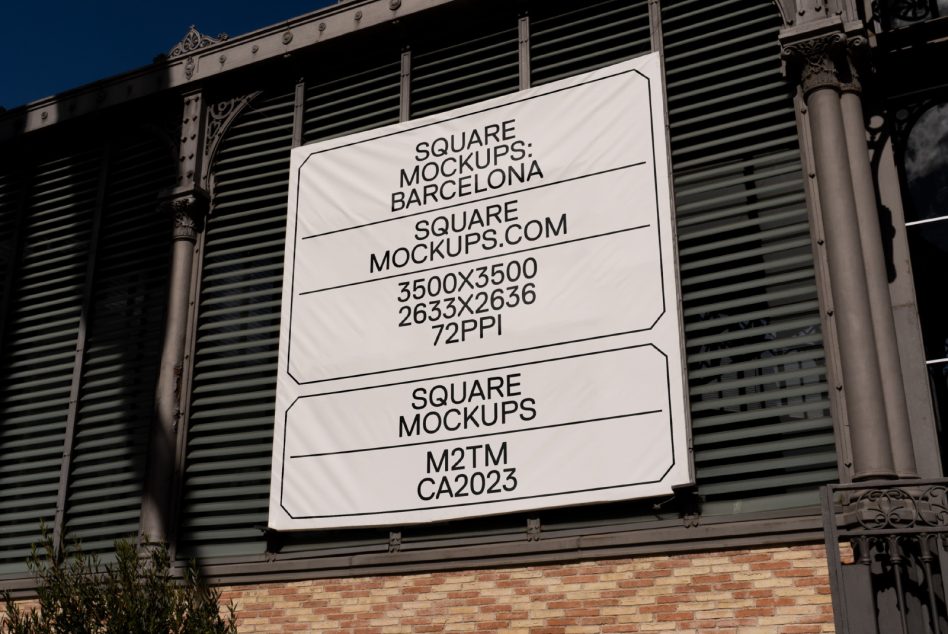 SQUARE
MOCKUPS:
BARCELONA
SQUARE
MOCKUPS.COM
3500X3500
2633X2636
72PPI
SQUARE
MOCKUPS
M2TM
CA2023